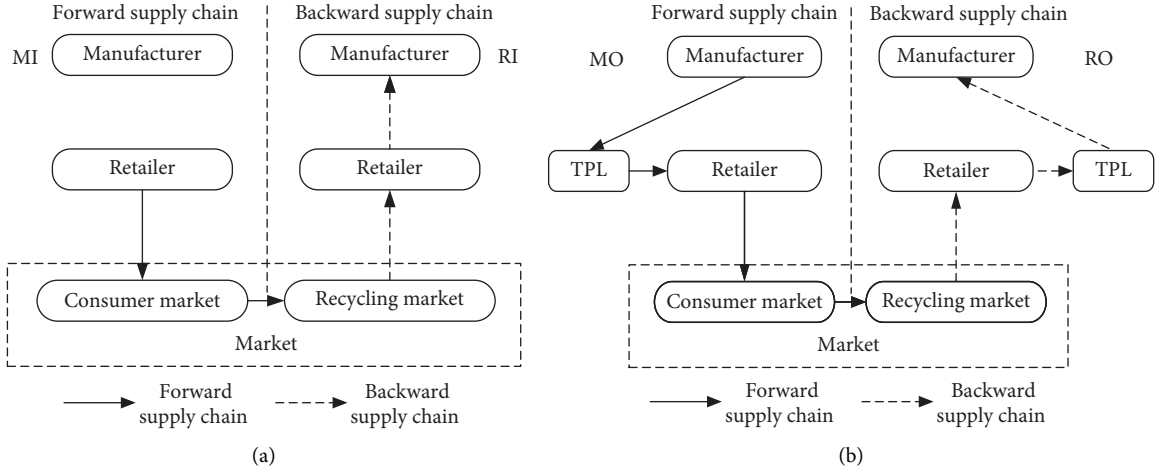 Forward supply chain
Backward supply chain
MI
Manufacturer
Manufacturer
RI
Retailer
Retailer
Consumer market
Recycling market
Market
Forward
supply chain
Backward
supply chain
(a)
Forward supply chain
Backward supply chain
MO
Manufacturer
Manufacturer
RO
TPL
Retailer
Retailer
TPL
Consumer market
Recycling market
Market
Forward
supply chain
Backward
supply chain
(b)